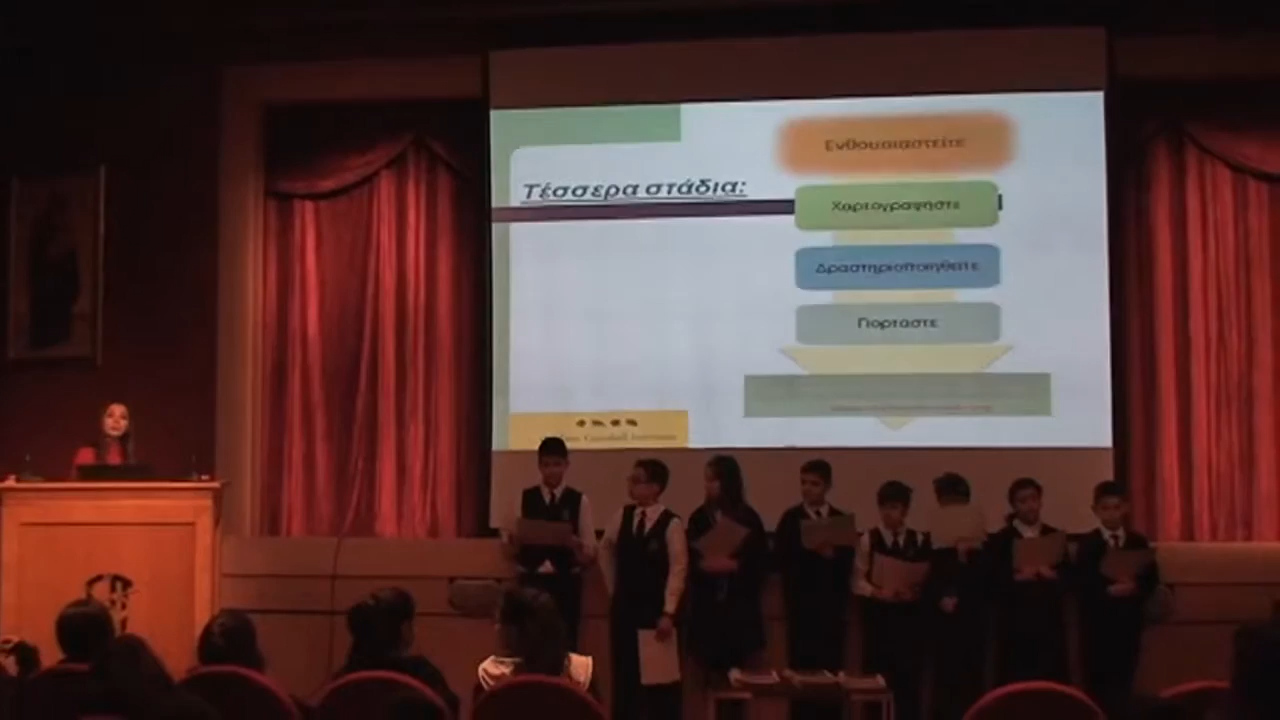 Ενθουσιαστείτε
Τέσσερα στάδια:
Χαρτογραφήστε
Δραστηριοποιηθείτε
Γιορτάστε